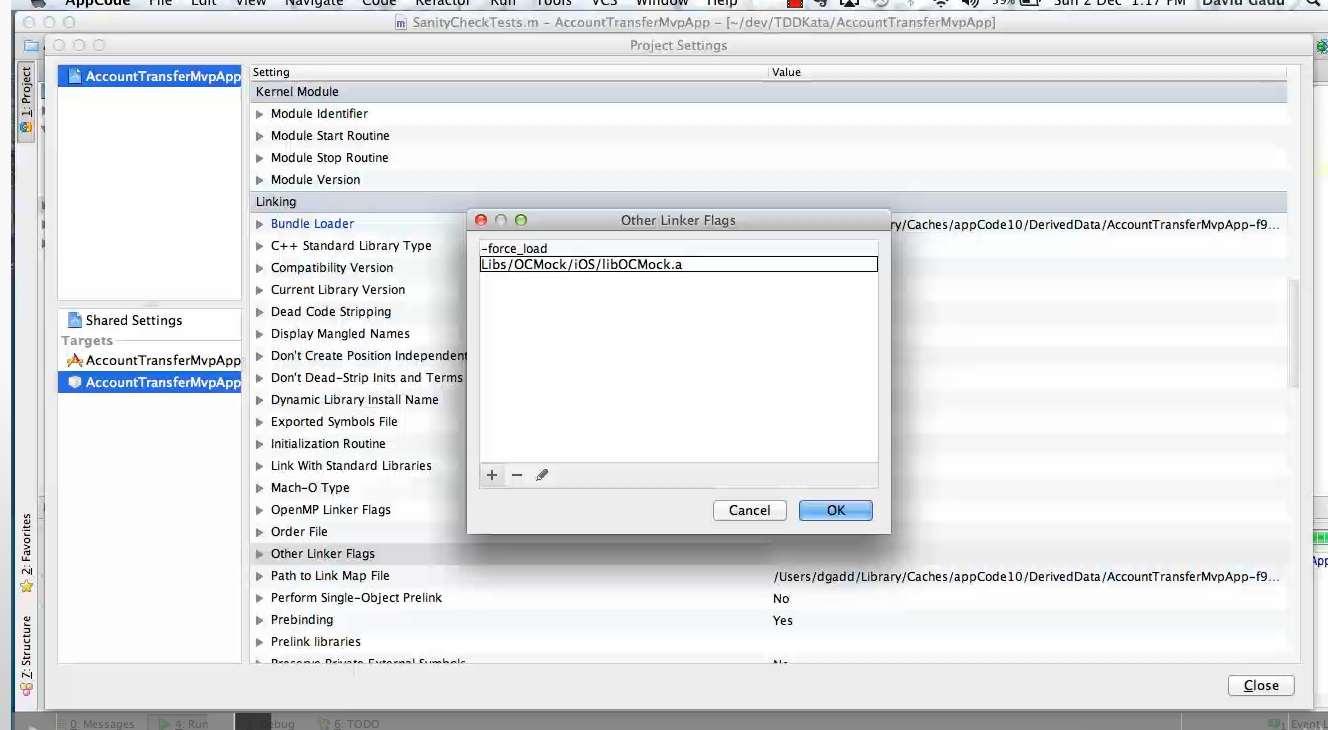 AppCode File Edit View Navigate Code Refactor Run Tools VCS Window Help 59% Sun 2 Dec 1:17 PM David Gadd
SanityCheckTests.m – AccountTransferMvpApp – [~/dev/TDDKata/AccountTransferMvpApp]
Project Settings
1: Project
2: Favorites
Z: Structure
AccountTransferMvpApp
Shared Settings
Targets
AccountTransferMvpApp
AccountTransferMvpApp
Setting Value
Kernel Module
Module Identifier
Module Start Routine
Module Stop Routine
Module Version
Linking
Bundle Loader ry/Caches/appCode10/DerivedData/AccountTransferMvpApp-f9...
C++ Standard Library Type
Compatibility Version
Current Library Version
Dead Code Stripping
Display Mangled Names
Don't Create Position Independent
Don't Dead-Strip Inits and Terms
Dynamic Library Install Name
Exported Symbols File
Initialization Routine
Link With Standard Libraries
Mach-O Type
OpenMP Linker Flags
Order File
Other Linker Flags
Path to Link Map File /Users/dgadd/Library/Caches/appCode10/DerivedData/AccountTransferMvpApp-f9...
Perform Single-Object Prelink No
Prebinding Yes
Prelink libraries
Preserve Private External Symbols No
Other Linker Flags
-force_load
Libs/OCMock/iOS/libOCMock.a
Cancel OK
Close
0: Messages 4: Run Debug 6: TODO Event L